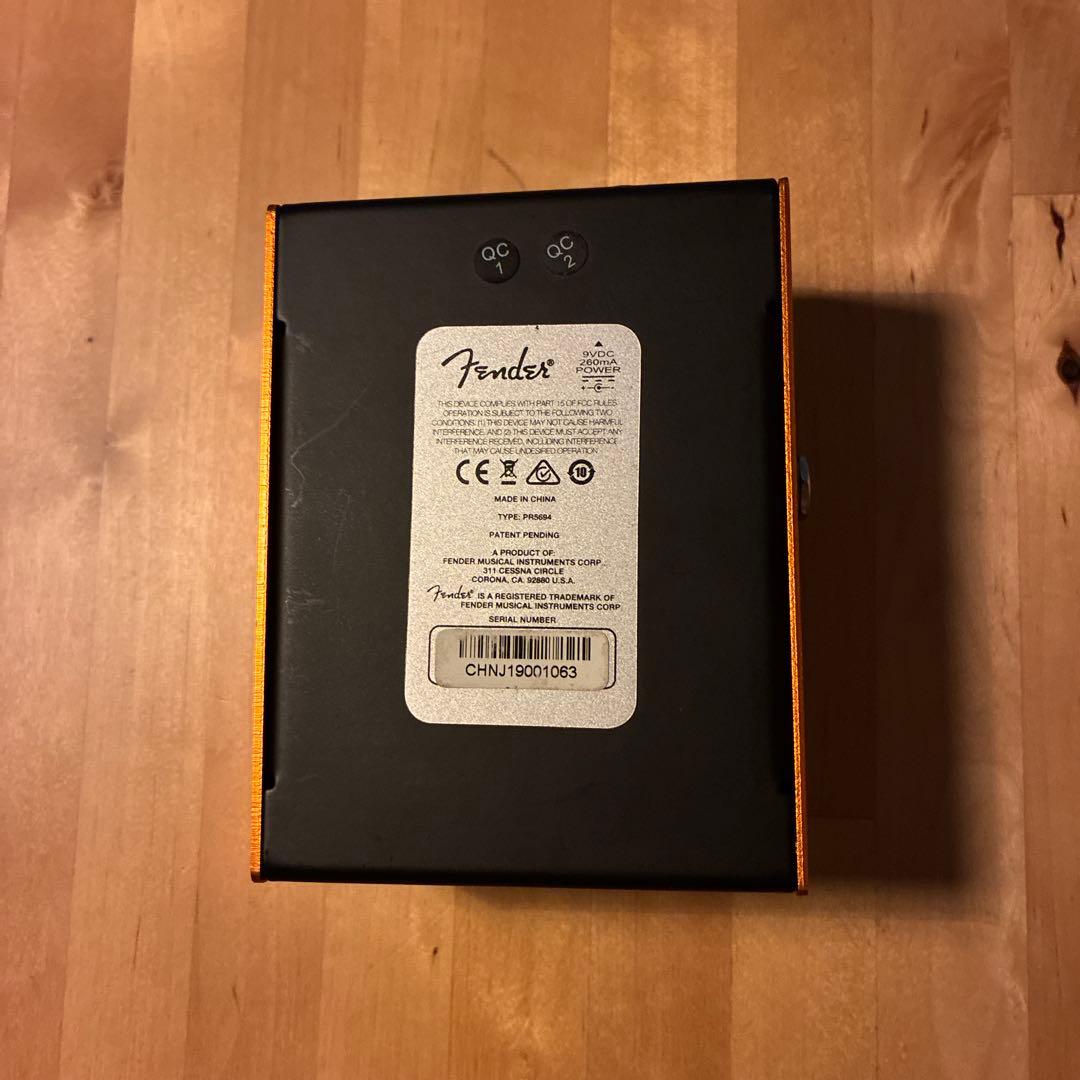 QC
1
QC
2
Fender®
9VDC
260mA
POWER
THIS DEVICE COMPLIES WITH PART 15 OF FCC RULES
OPERATION IS SUBJECT TO THE FOLLOWING TWO
CONDITIONS: (1) THIS DEVICE MAY NOT CAUSE HARMFUL
INTERFERENCE, AND (2) THIS DEVICE MUST ACCEPT ANY
INTERFERENCE RECEIVED, INCLUDING INTERFERENCE
THAT MAY CAUSE UNDESIRED OPERATION
CE
10
MADE IN CHINA
TYPE: PR5694
PATENT PENDING
A PRODUCT OF:
FENDER MUSICAL INSTRUMENTS CORP.
311 CESSNA CIRCLE
CORONA, CA. 92880 U.S.A.
Fender® IS A REGISTERED TRADEMARK OF
FENDER MUSICAL INSTRUMENTS CORP
SERIAL NUMBER
CHNJ19001063